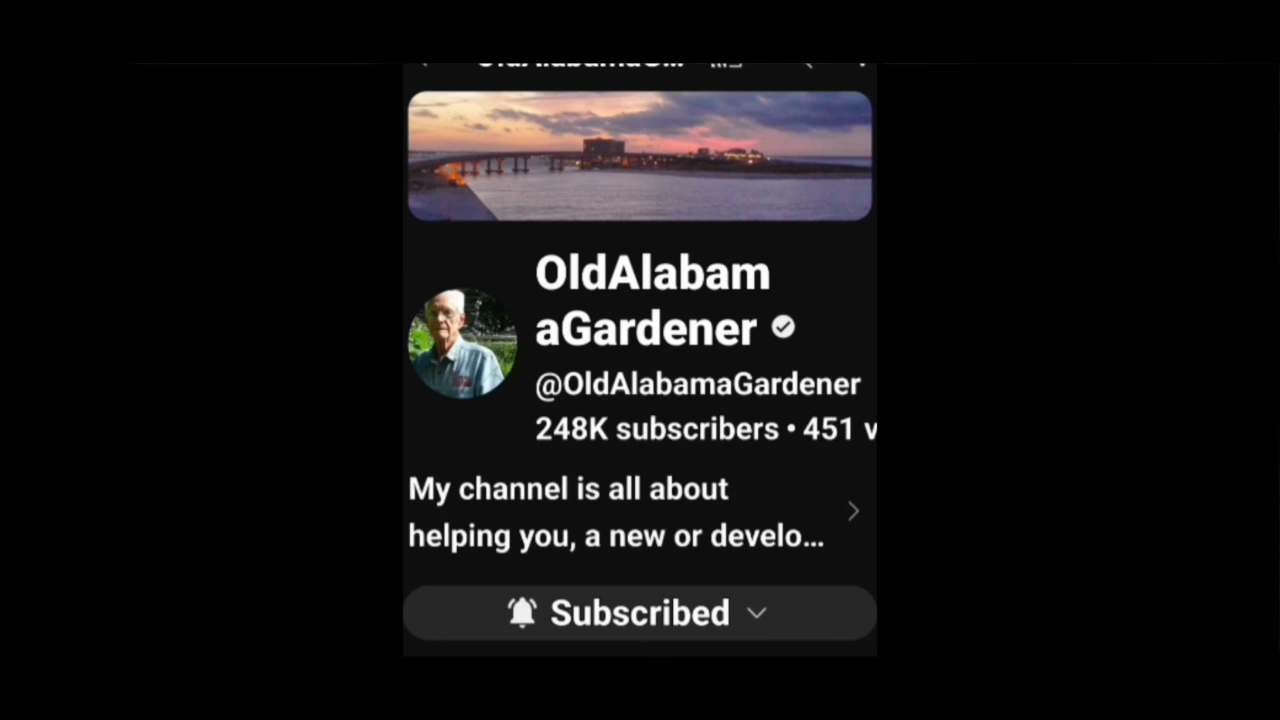 OldAlabam
aGardener
@OldAlabamaGardener
248K subscribers • 451 v
My channel is all about
helping you, a new or develo...
Subscribed